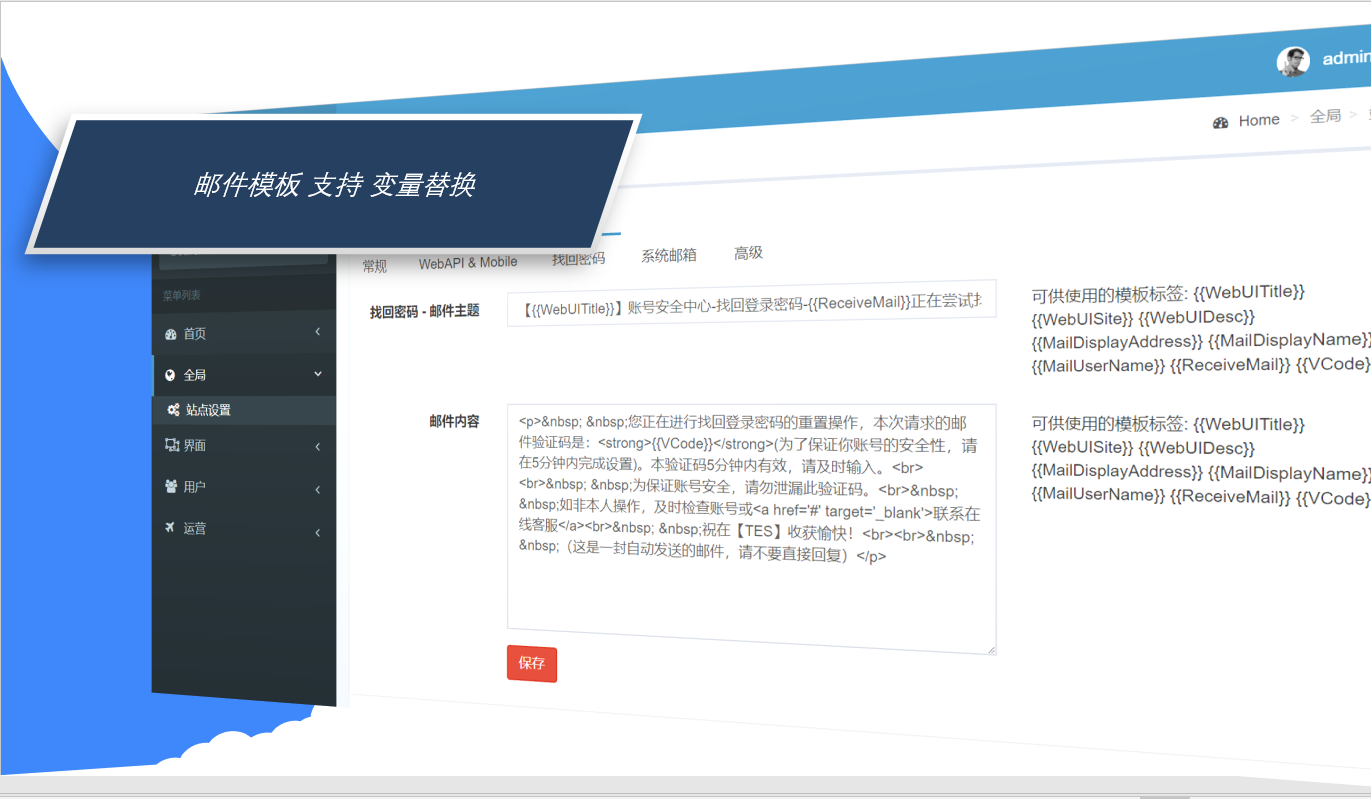 admin
Home > 全局 >
邮件模板 支持 变量替换
常规 WebAPI & Mobile 找回密码 系统邮箱 高级
菜单列表
首页
全局
站点设置
界面
用户
运营
找回密码 - 邮件主题
【{{WebUITitle}}】账号安全中心-找回登录密码-{{ReceiveMail}}正在尝试找
可供使用的模板标签: {{WebUITitle}}
{{WebUISite}} {{WebUIDesc}}
{{MailDisplayAddress}} {{MailDisplayName}}
{{MailUserName}} {{ReceiveMail}} {{VCode}
邮件内容
<p>&nbsp; &nbsp;您正在进行找回登录密码的重置操作，本次请求的邮
件验证码是：<strong>{{VCode}}</strong>(为了保证你账号的安全性，请
在5分钟内完成设置)。本验证码5分钟内有效，请及时输入。<br>
<br>&nbsp; &nbsp;为保证账号安全，请勿泄漏此验证码。<br>&nbsp;
&nbsp;如非本人操作，及时检查账号或<a href='#' target='_blank'>联系在
线客服</a><br>&nbsp; &nbsp;祝在【TES】收获愉快！<br><br>&nbsp;
&nbsp;（这是一封自动发送的邮件，请不要直接回复）</p>
可供使用的模板标签: {{WebUITitle}}
{{WebUISite}} {{WebUIDesc}}
{{MailDisplayAddress}} {{MailDisplayName}}
{{MailUserName}} {{ReceiveMail}} {{VCode}
保存